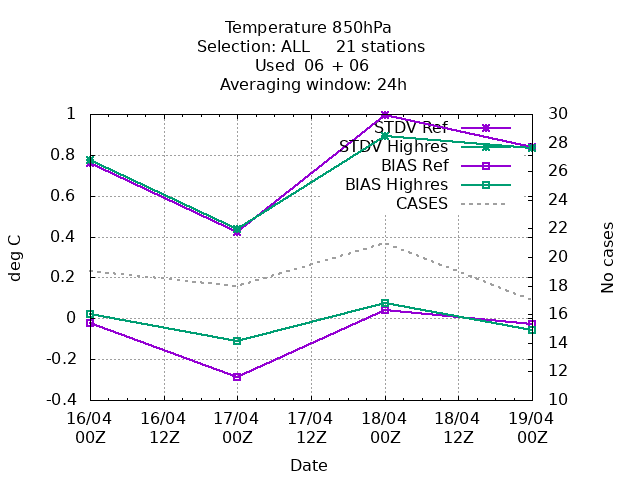 Temperature 850hPa
Selection: ALL 21 stations
Used 06 + 06
Averaging window: 24h
1
0.8
0.6
0.4
0.2
0
-0.2
-0.4
deg C
30
28
26
24
22
20
18
16
14
12
10
No cases
STDV Ref
STDV Highres
BIAS Ref
BIAS Highres
CASES
16/04 16/04 17/04 17/04 18/04 18/04 19/04
00Z 12Z 00Z 12Z 00Z 12Z 00Z
Date